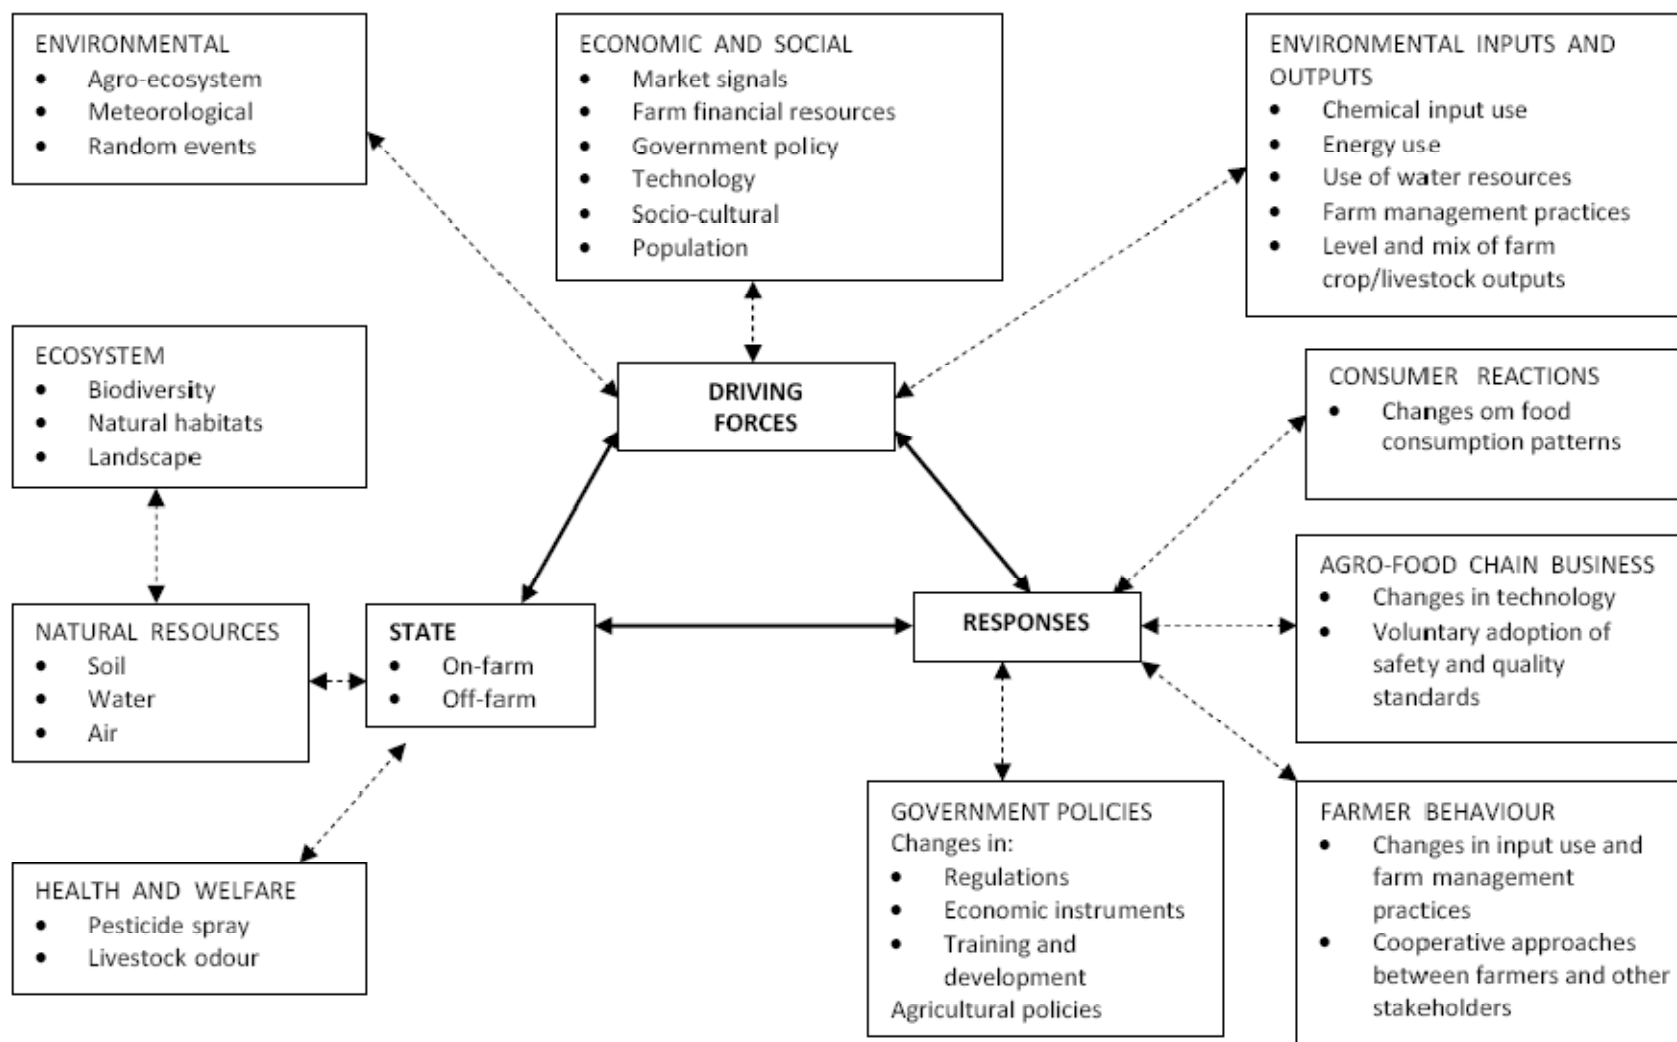 ENVIRONMENTAL
• Agro-ecosystem
• Meteorological
• Random events
ECONOMIC AND SOCIAL
• Market signals
• Farm financial resources
• Government policy
• Technology
• Socio-cultural
• Population
ENVIRONMENTAL INPUTS AND
OUTPUTS
• Chemical input use
• Energy use
• Use of water resources
• Farm management practices
• Level and mix of farm
crop/livestock outputs
ECOSYSTEM
• Biodiversity
• Natural habitats
• Landscape
DRIVING
FORCES
CONSUMER REACTIONS
• Changes om food
consumption patterns
NATURAL RESOURCES
• Soil
• Water
• Air
STATE
• On-farm
• Off-farm
RESPONSES
AGRO-FOOD CHAIN BUSINESS
• Changes in technology
• Voluntary adoption of
safety and quality
standards
HEALTH AND WELFARE
• Pesticide spray
• Livestock odour
GOVERNMENT POLICIES
Changes in:
• Regulations
• Economic instruments
• Training and
development
Agricultural policies
FARMER BEHAVIOUR
• Changes in input use and
farm management
practices
• Cooperative approaches
between farmers and other
stakeholders